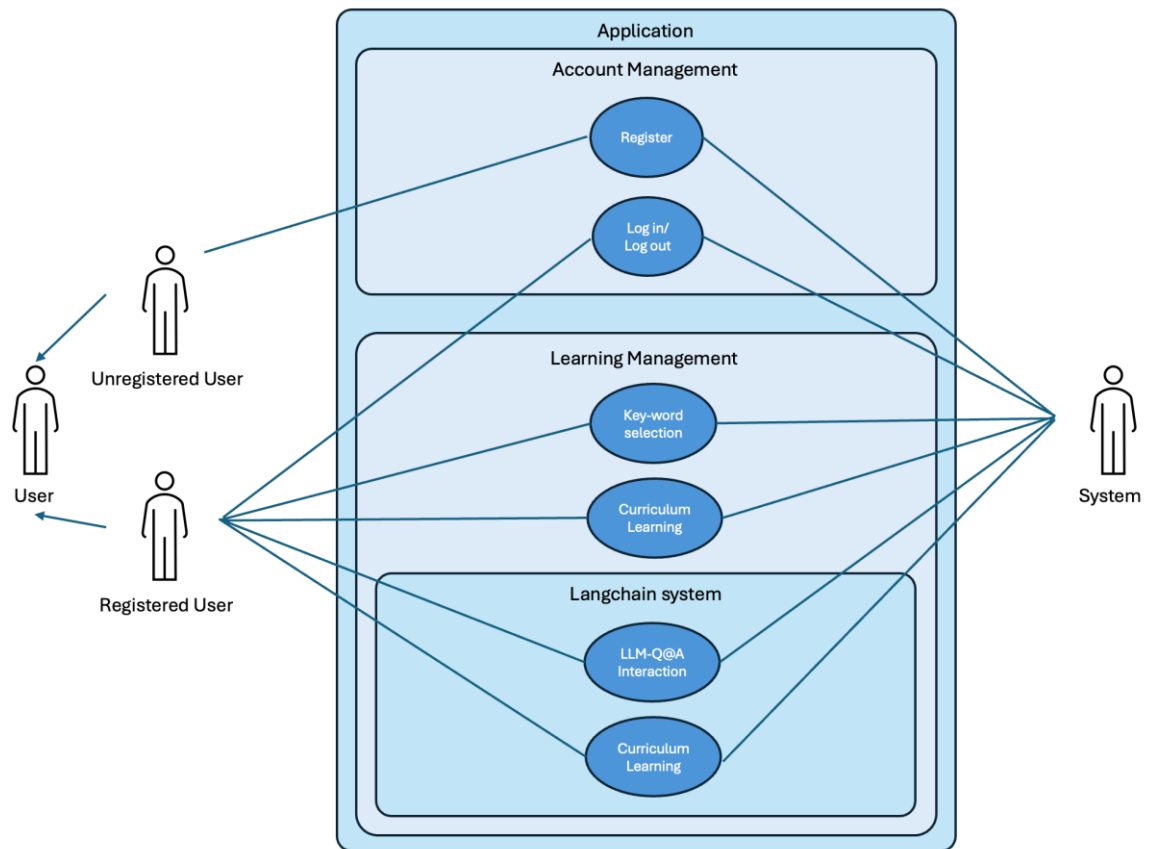 Application
Account Management
Register
Log in/
Log out
Unregistered User
Learning Management
Key-word
selection
User
System
Curriculum
Learning
Registered User
Langchain system
LLM-Q@A
Interaction
Curriculum
Learning